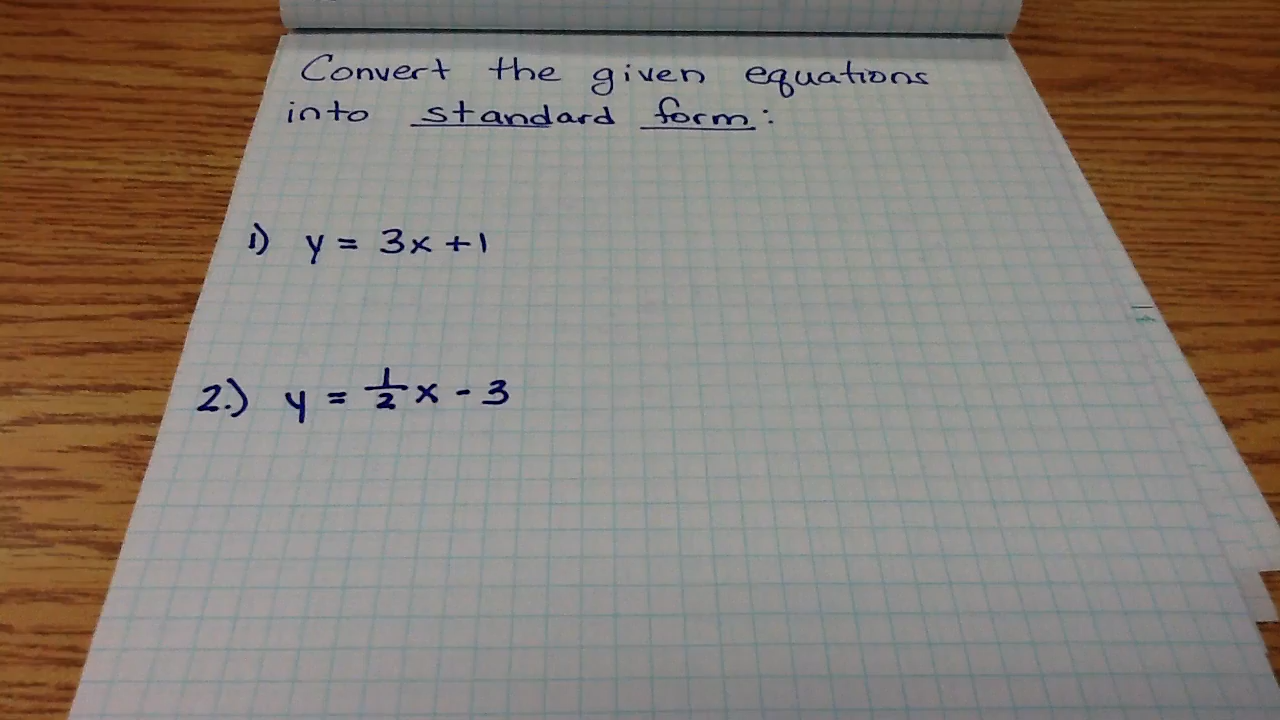 Convert the given equations
into standard form:
1) y = 3x + 1
2.) y = 1/2 x - 3